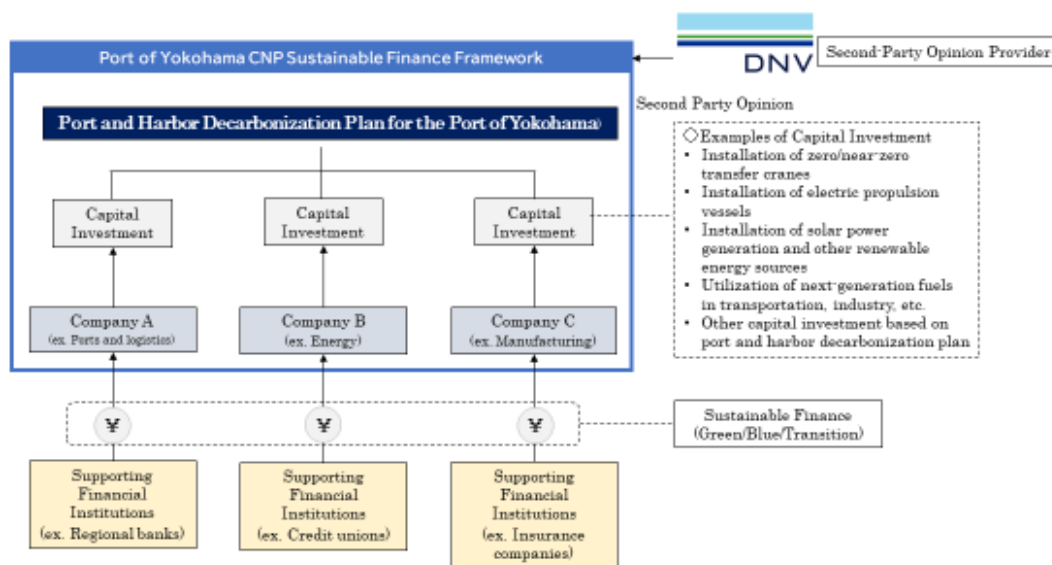 Port of Yokohama CNP Sustainable Finance Framework
DNV
Second-Party Opinion Provider
Second Party Opinion
Port and Harbor Decarbonization Plan for the Port of Yokohama)
◇Examples of Capital Investment
• Installation of zero/near-zero
transfer cranes
• Installation of electric propulsion
vessels
• Installation of solar power
generation and other renewable
energy sources
• Utilization of next-generation fuels
in transportation, industry, etc.
• Other capital investment based on
port and harbor decarbonization plan
Capital
Investment
Capital
Investment
Capital
Investment
Company A
(ex. Ports and logistics)
Company B
(ex. Energy)
Company C
(ex. Manufacturing)
¥
¥
¥
Sustainable Finance
(Green/Blue/Transition)
Supporting
Financial
Institutions
(ex. Regional banks)
Supporting
Financial
Institutions
(ex. Credit unions)
Supporting
Financial
Institutions
(ex. Insurance
companies)